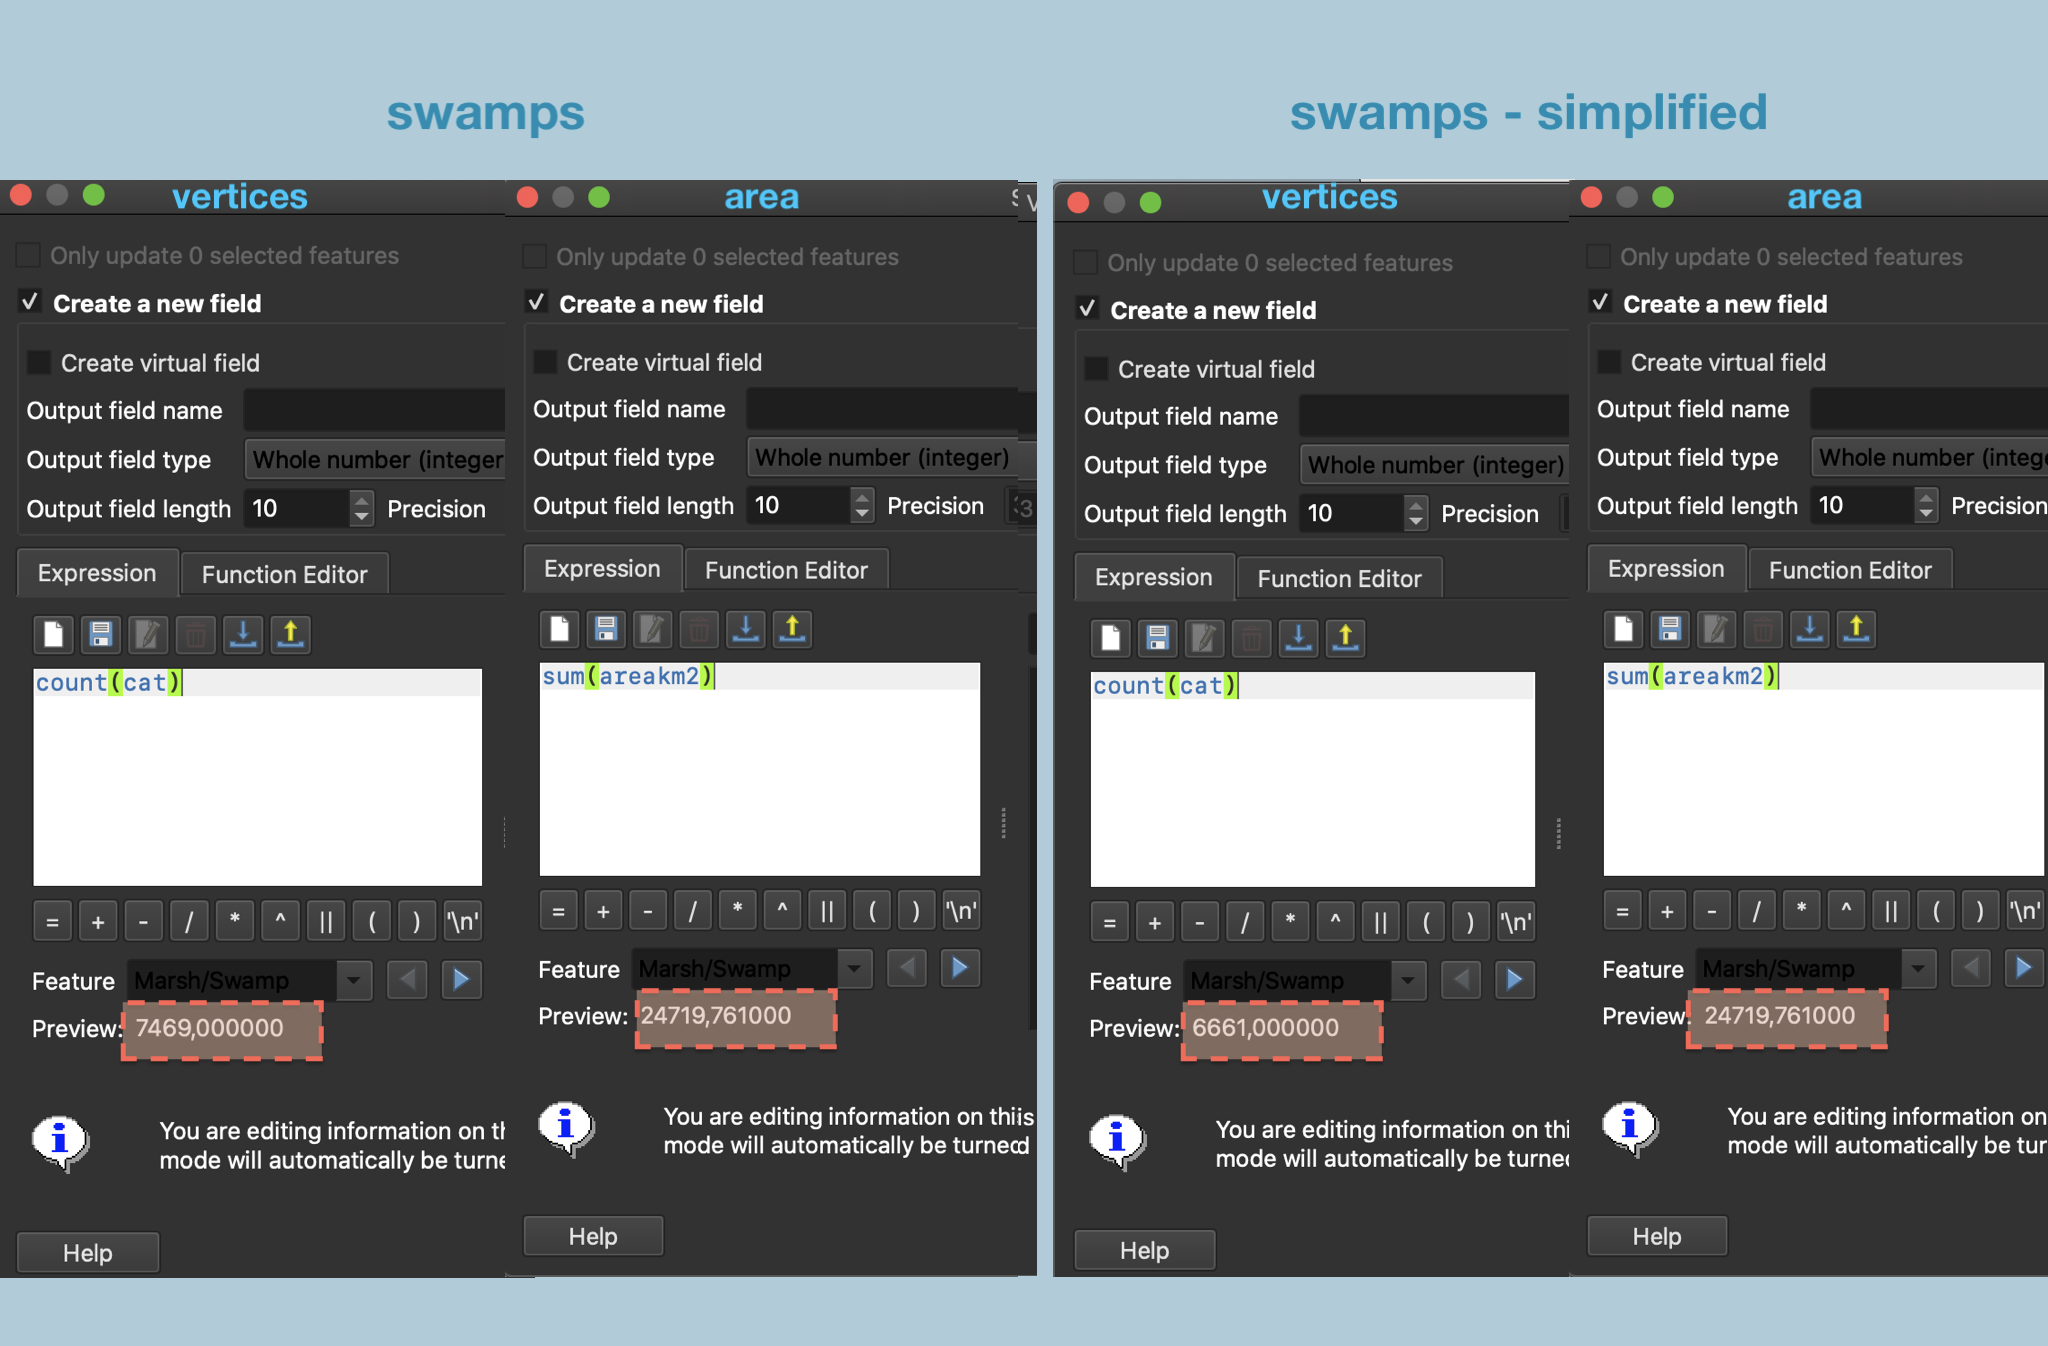 swamps
swamps - simplified
vertices
Only update 0 selected features
Create a new field
Create virtual field
Output field name
Output field type
Whole number (integer
Output field length
10
Precision
Expression
Function Editor
count(cat)
= + - / * ^ || ( ) '\n'
Feature
Marsh/Swamp
Preview:
7469,000000
You are editing information on th
mode will automatically be turne
Help
area
Only update 0 selected features
Create a new field
Create virtual field
Output field name
Output field type
Whole number (integer)
Output field length
10
Precision
3
Expression
Function Editor
sum(areakm2)
= + - / * ^ || ( ) '\n'
Feature
Marsh/Swamp
Preview:
24719,761000
You are editing information on this
mode will automatically be turned
Help
vertices
Only update 0 selected features
Create a new field
Create virtual field
Output field name
Output field type
Whole number (integer)
Output field length
10
Precision
Expression
Function Editor
count(cat)
= + - / * ^ || ( ) '\n'
Feature
Marsh/Swamp
Preview:
6661,000000
You are editing information on thi
mode will automatically be turned
Help
area
Only update 0 selected features
Create a new field
Create virtual field
Output field name
Output field type
Whole number (integ
Output field length
10
Precision
Expression
Function Editor
sum(areakm2)
= + - / * ^ || ( ) '\n'
Feature
Marsh/Swamp
Preview:
24719,761000
You are editing information on
mode will automatically be tur
Help